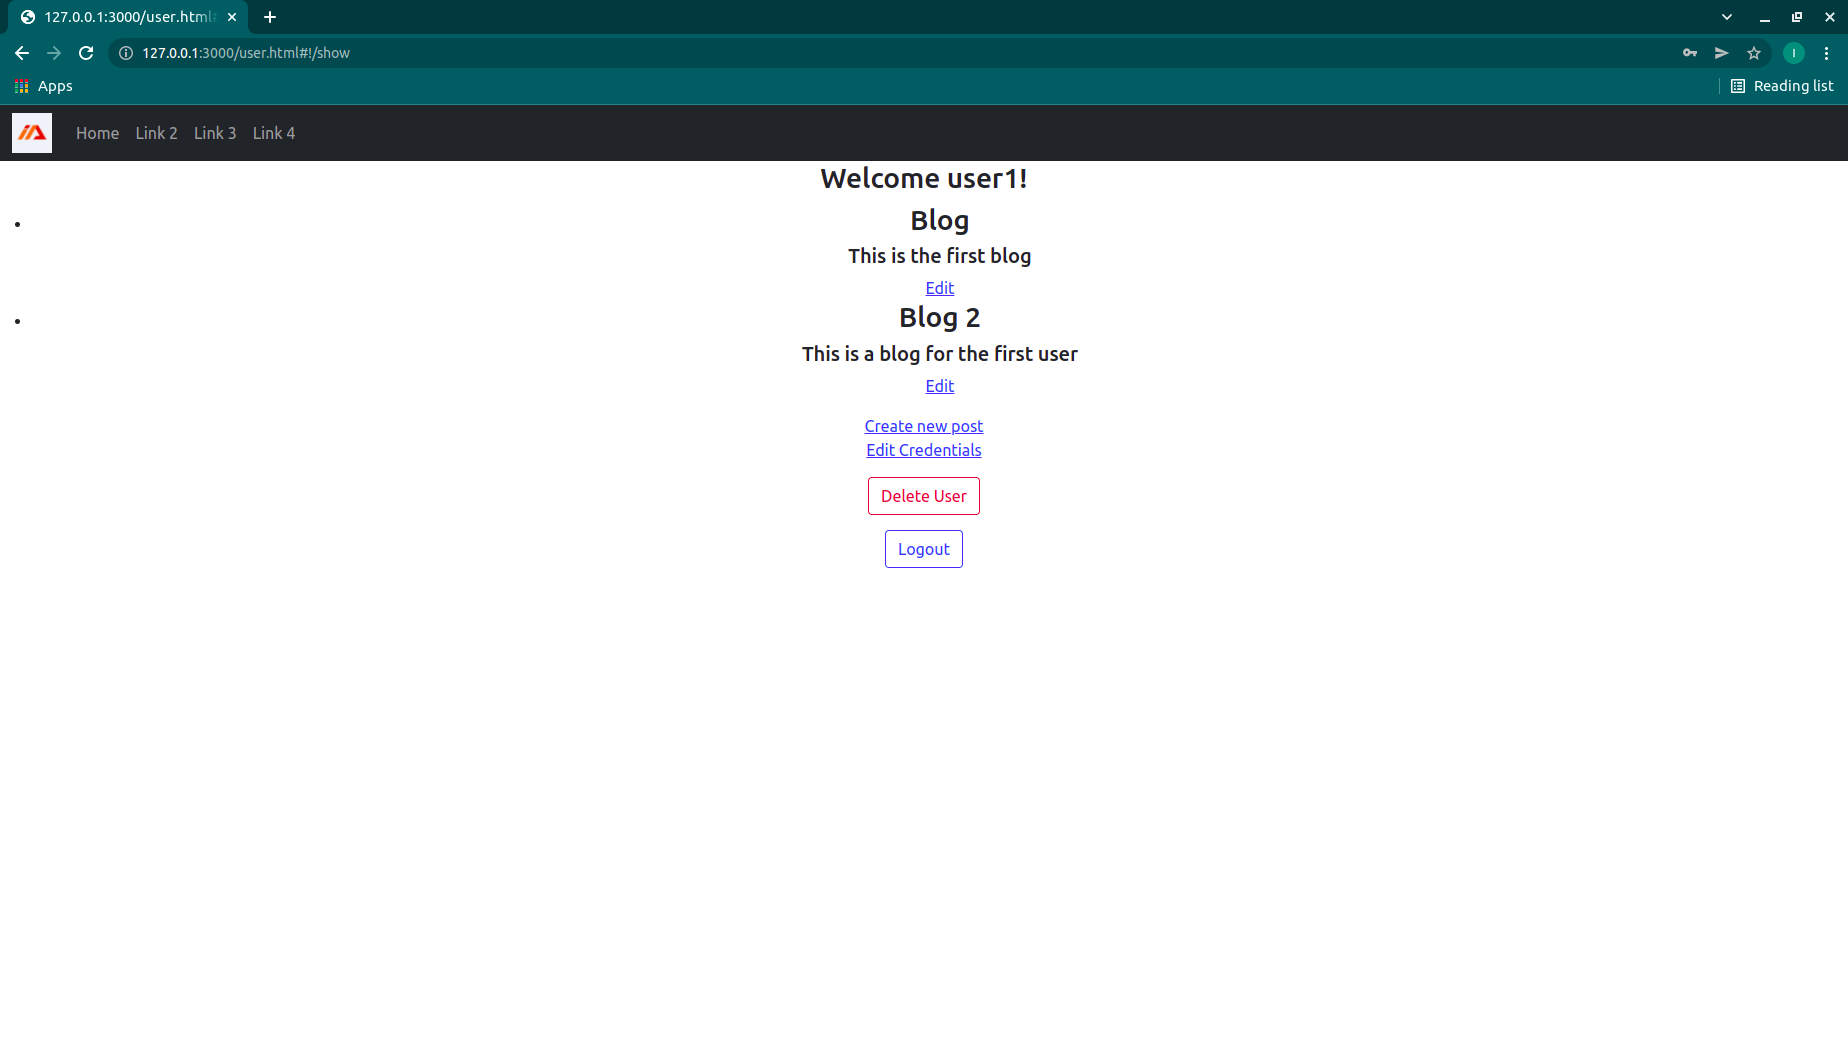 127.0.0.1:3000/user.html#
127.0.0.1:3000/user.html#!/show
I
Apps
Reading list
Home Link 2 Link 3 Link 4
Welcome user1!
Blog
This is the first blog
Edit
Blog 2
This is a blog for the first user
Edit
Create new post
Edit Credentials
Delete User
Logout